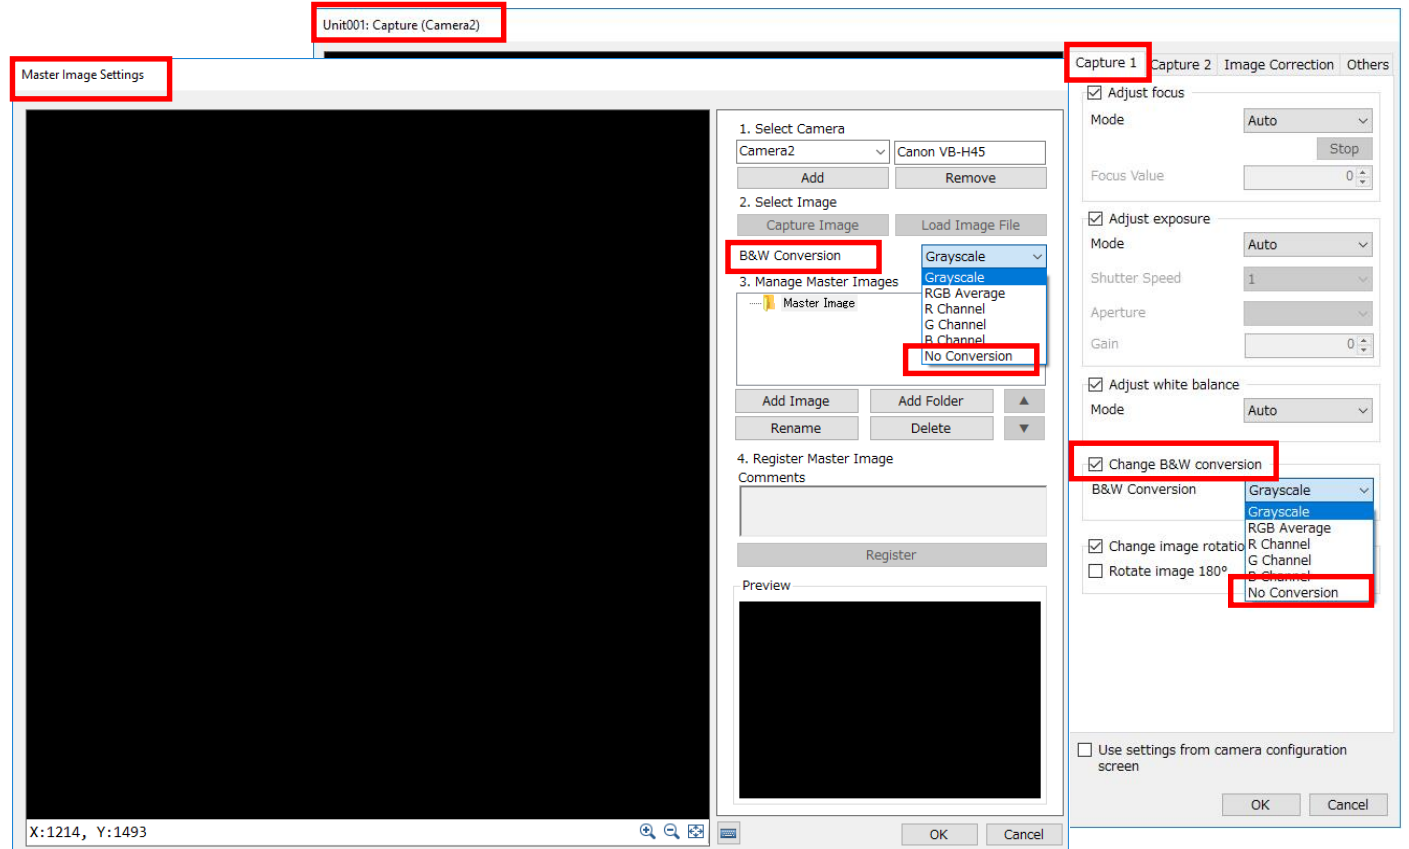 Unit001: Capture (Camera2)
Master Image Settings
1. Select Camera
Camera2
Canon VB-H45
Add
Remove
2. Select Image
Capture Image
Load Image File
B&W Conversion
Grayscale
Grayscale
RGB Average
R Channel
G Channel
B Channel
No Conversion
3. Manage Master Images
Master Image
Add Image
Add Folder
▲
Rename
Delete
▼
4. Register Master Image
Comments
Register
Preview
X:1214, Y:1493
OK
Cancel
Capture 1
Capture 2
Image Correction
Others
Adjust focus
Mode
Auto
Stop
Focus Value
0
Adjust exposure
Mode
Auto
Shutter Speed
1
Aperture
Gain
0
Adjust white balance
Mode
Auto
Change B&W conversion
B&W Conversion
Grayscale
Grayscale
RGB Average
R Channel
G Channel
B Channel
No Conversion
Change image rotatio
Rotate image 180°
Use settings from camera configuration
screen
OK
Cancel